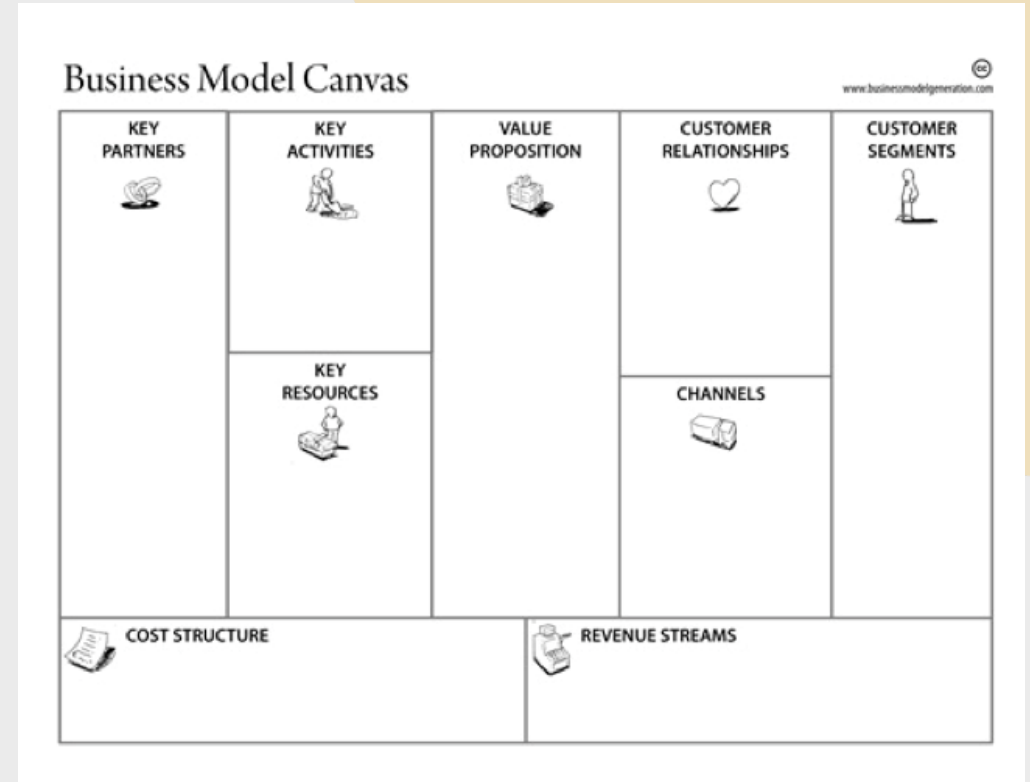 Business Model Canvas
cc
www.businessmodelgeneration.com
KEY
PARTNERS
KEY
ACTIVITIES
VALUE
PROPOSITION
CUSTOMER
RELATIONSHIPS
CUSTOMER
SEGMENTS
KEY
RESOURCES
CHANNELS
COST STRUCTURE
REVENUE STREAMS